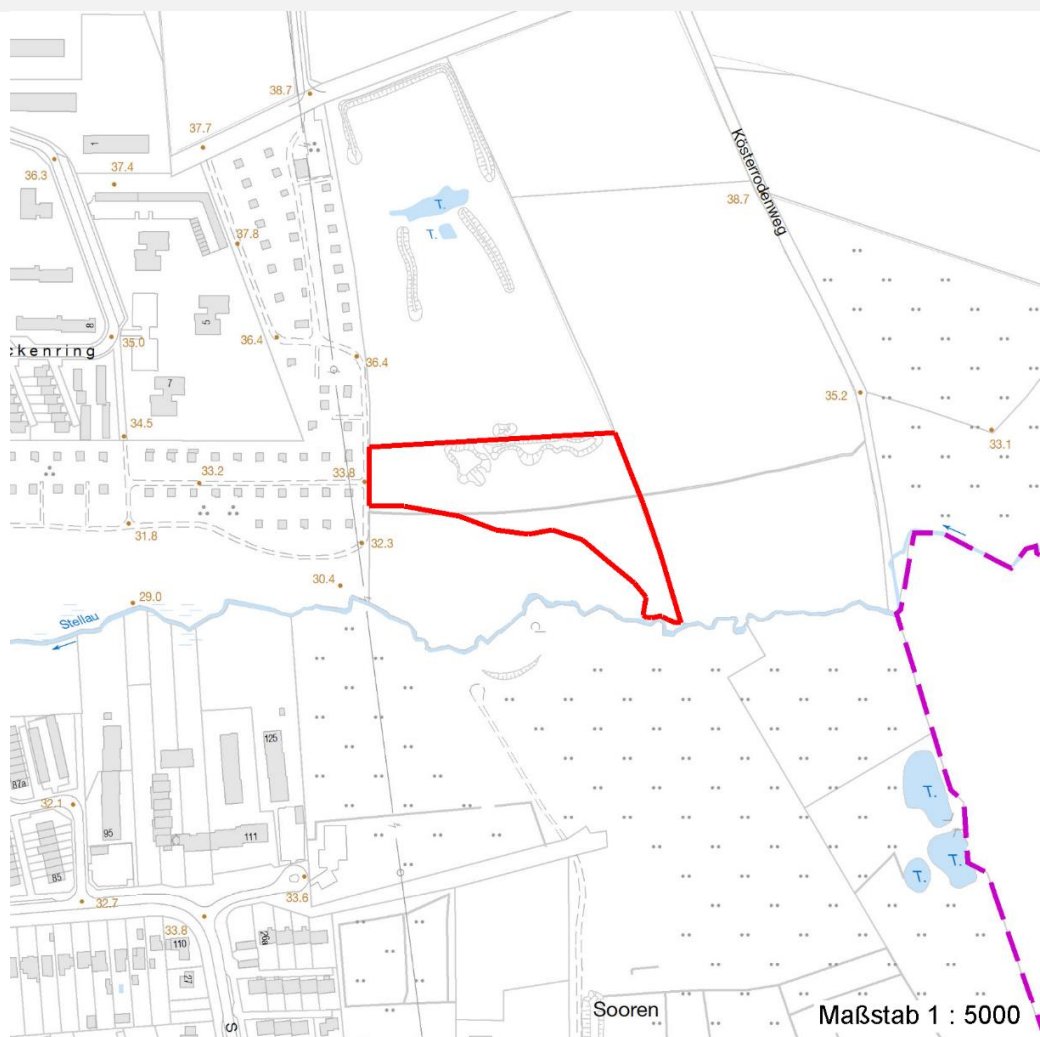 38.7
37.7
1
36.3
37.4
Kösterrodenweg
38.7
T.
T.
37.8
5
8
35.0
ckenring
36.4
36.4
7
35.2
34.5
33.1
33.2
33.8
31.8
32.3
30.4
29.0
Stellau
125
87a
32.1
T.
95
111
T.
T.
85
33.6
32.7
33.8
110
26a
27
S
Sooren
Maßstab 1 : 5000